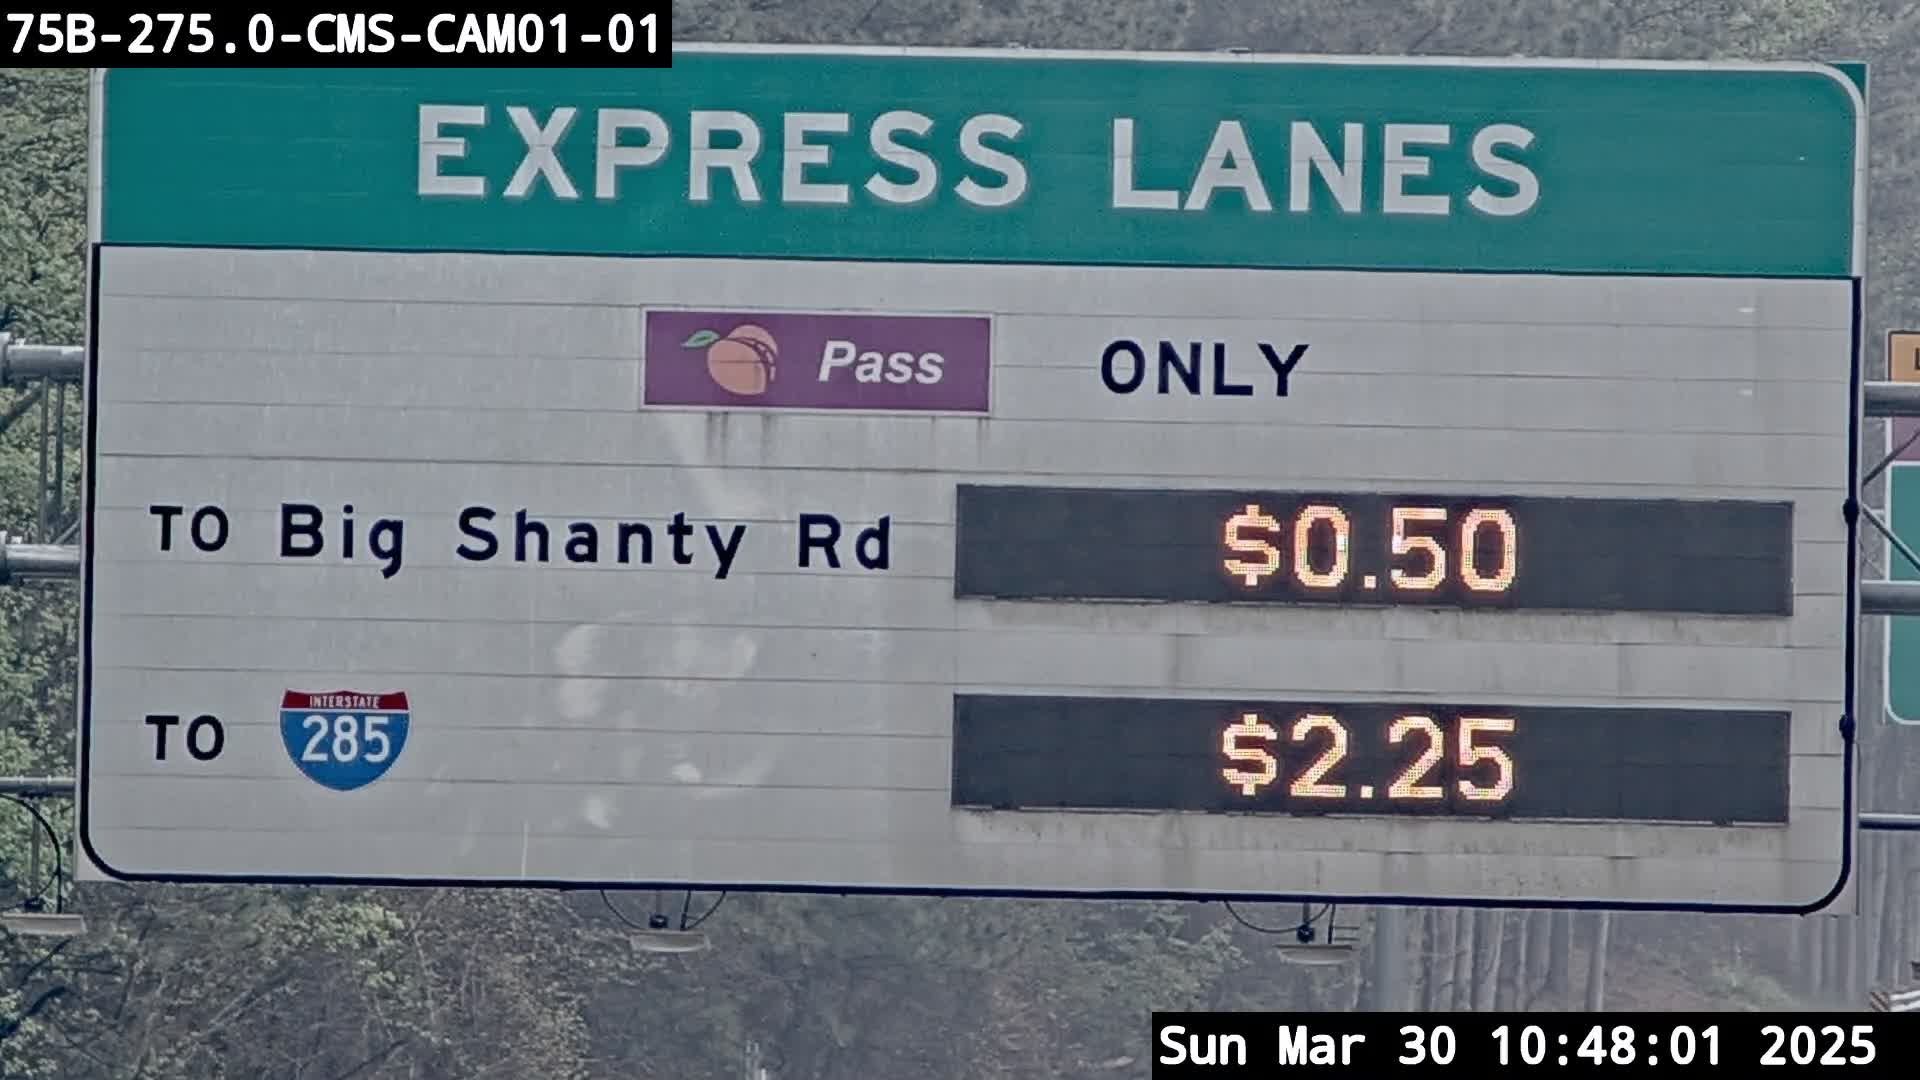 75B-275.0-CMS-CAM01-01
EXPRESS LANES
Pass ONLY
TO Big Shanty Rd $0.50
INTERSTATE
TO 285 $2.25
Sun Mar 30 10:48:01 2025